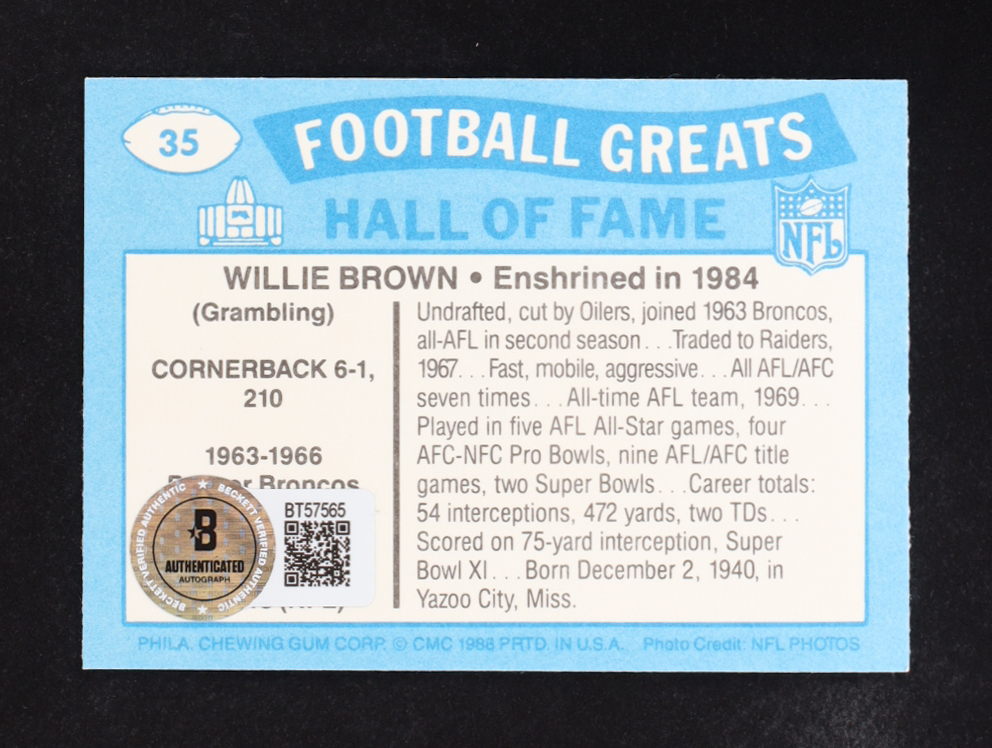 35
FOOTBALL GREATS
HALL OF FAME
NFL
WILLIE BROWN • Enshrined in 1984
(Grambling)
CORNERBACK 6-1,
210
1963-1966
Broncos
Undrafted, cut by Oilers, joined 1963 Broncos,
all-AFL in second season . . .Traded to Raiders,
1967. . .Fast, mobile, aggressive. . .All AFL/AFC
seven times. . .All-time AFL team, 1969. . .
Played in five AFL All-Star games, four
AFC-NFC Pro Bowls, nine AFL/AFC title
games, two Super Bowls. . .Career totals:
54 interceptions, 472 yards, two TDs. . .
Scored on 75-yard interception, Super
Bowl XI. . .Born December 2, 1940, in
Yazoo City, Miss.
BECKETT VERIFIED AUTHENTIC ★ BECKETT VERIFIED AUTHENTIC ★
B
AUTHENTICATED
AUTOGRAPH
BT57565
PHILA. CHEWING GUM CORP. © CMC 1988 PRTD. IN U.S.A. Photo Credit: NFL PHOTOS